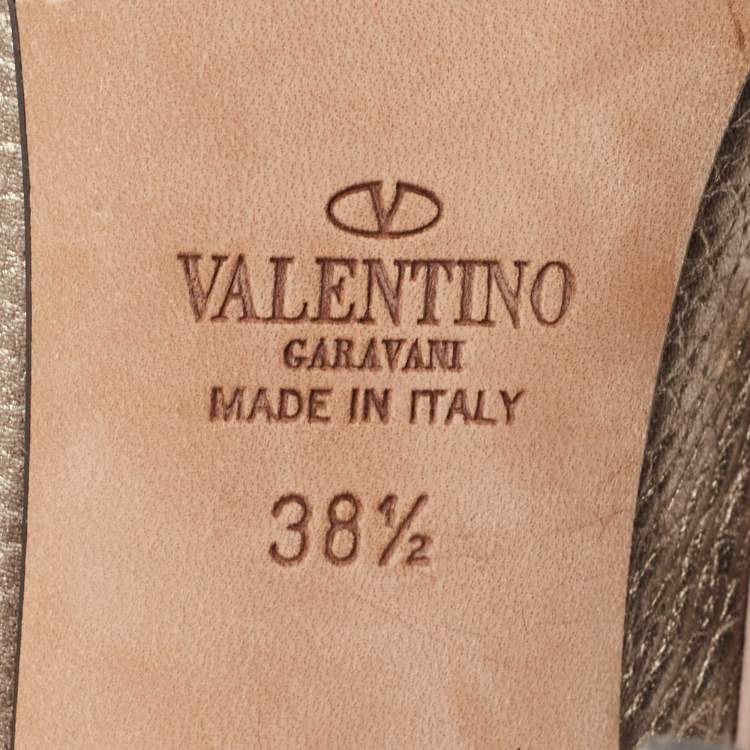 V
VALENTINO
GARAVANI
MADE IN ITALY
38½